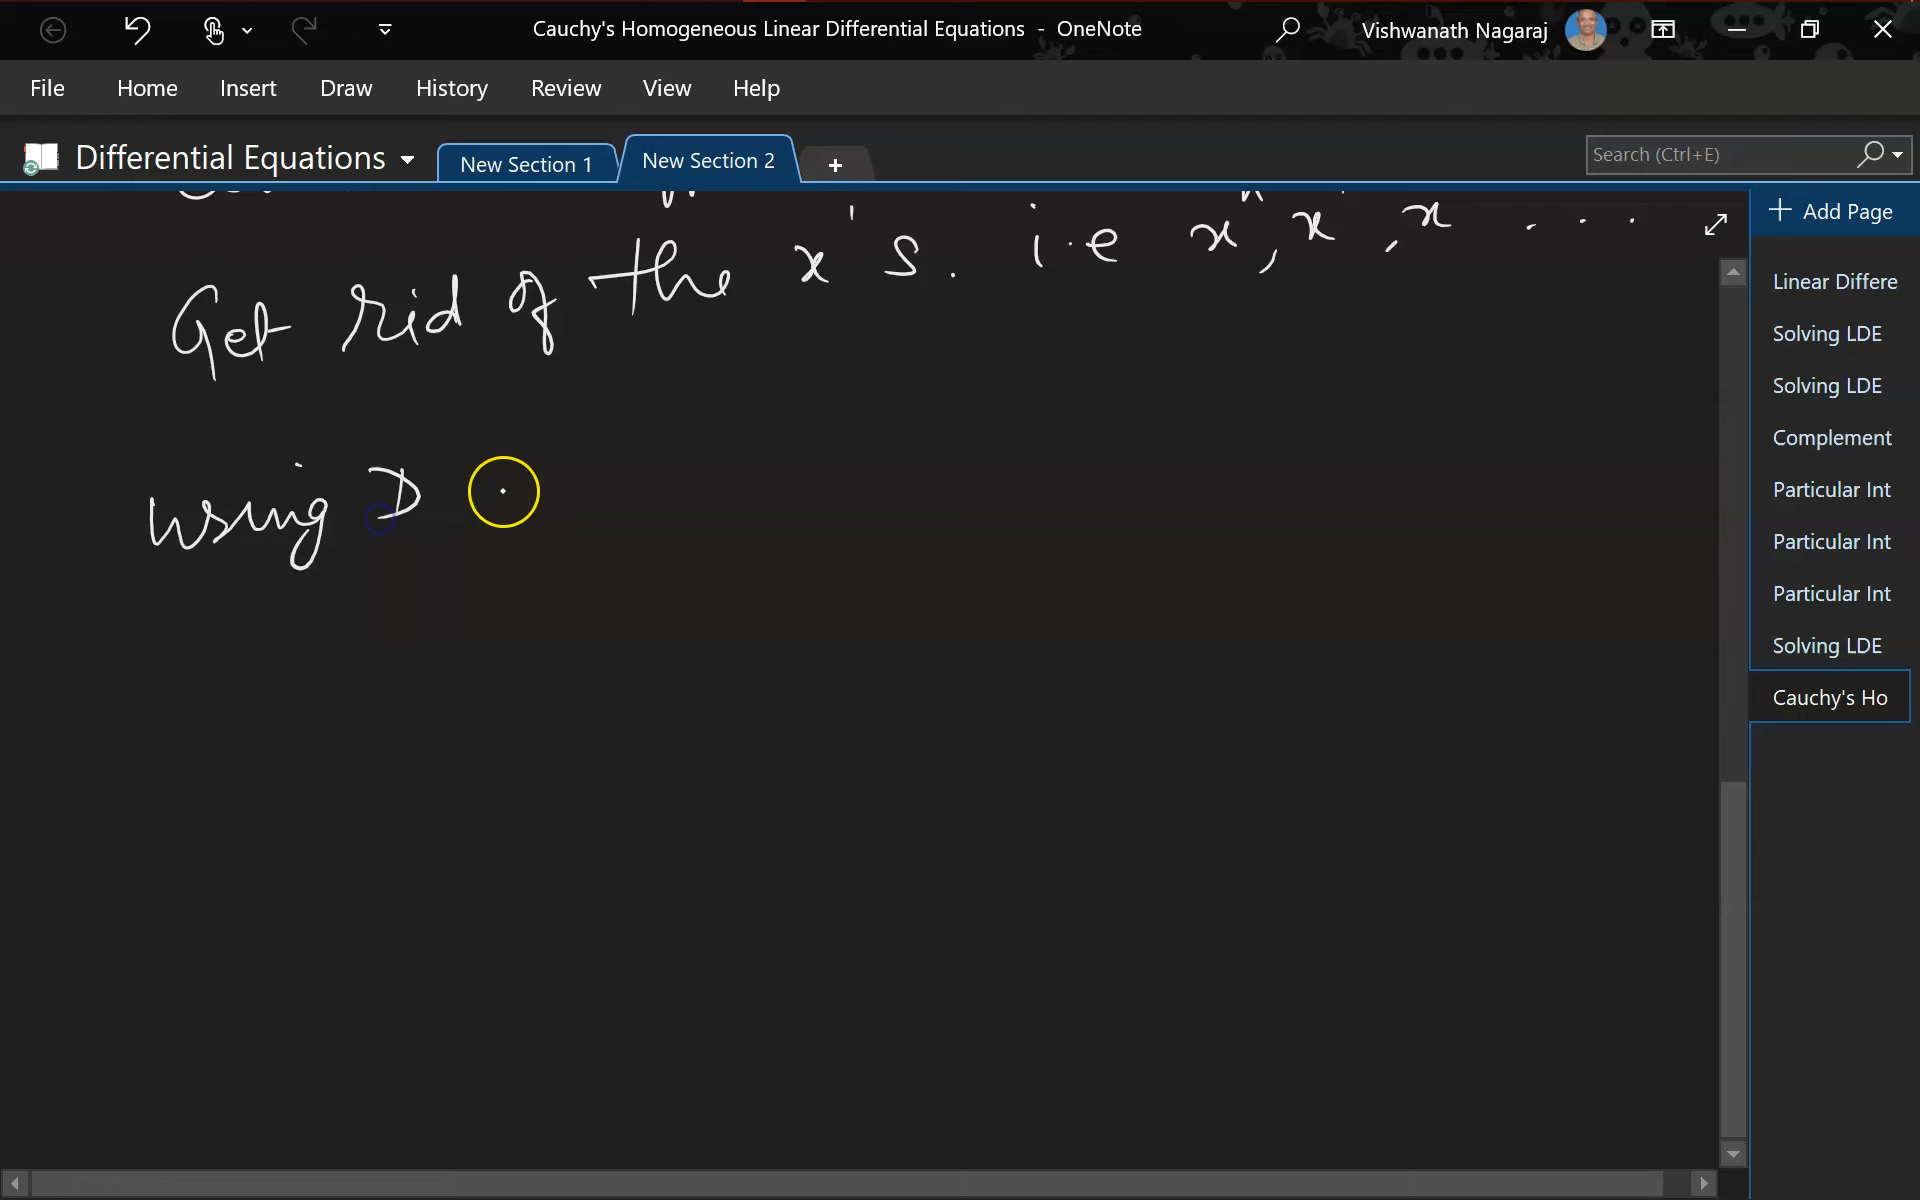 Cauchy's Homogeneous Linear Differential Equations - OneNote
Vishwanath Nagaraj
File Home Insert Draw History Review View Help
Differential Equations
New Section 1
New Section 2
+
Search (Ctrl+E)
Add Page
Linear Differe
Solving LDE
Solving LDE
Complement
Particular Int
Particular Int
Particular Int
Solving LDE
Cauchy's Ho
Get rid of the x's. i.e x^n, x , x ....
using D